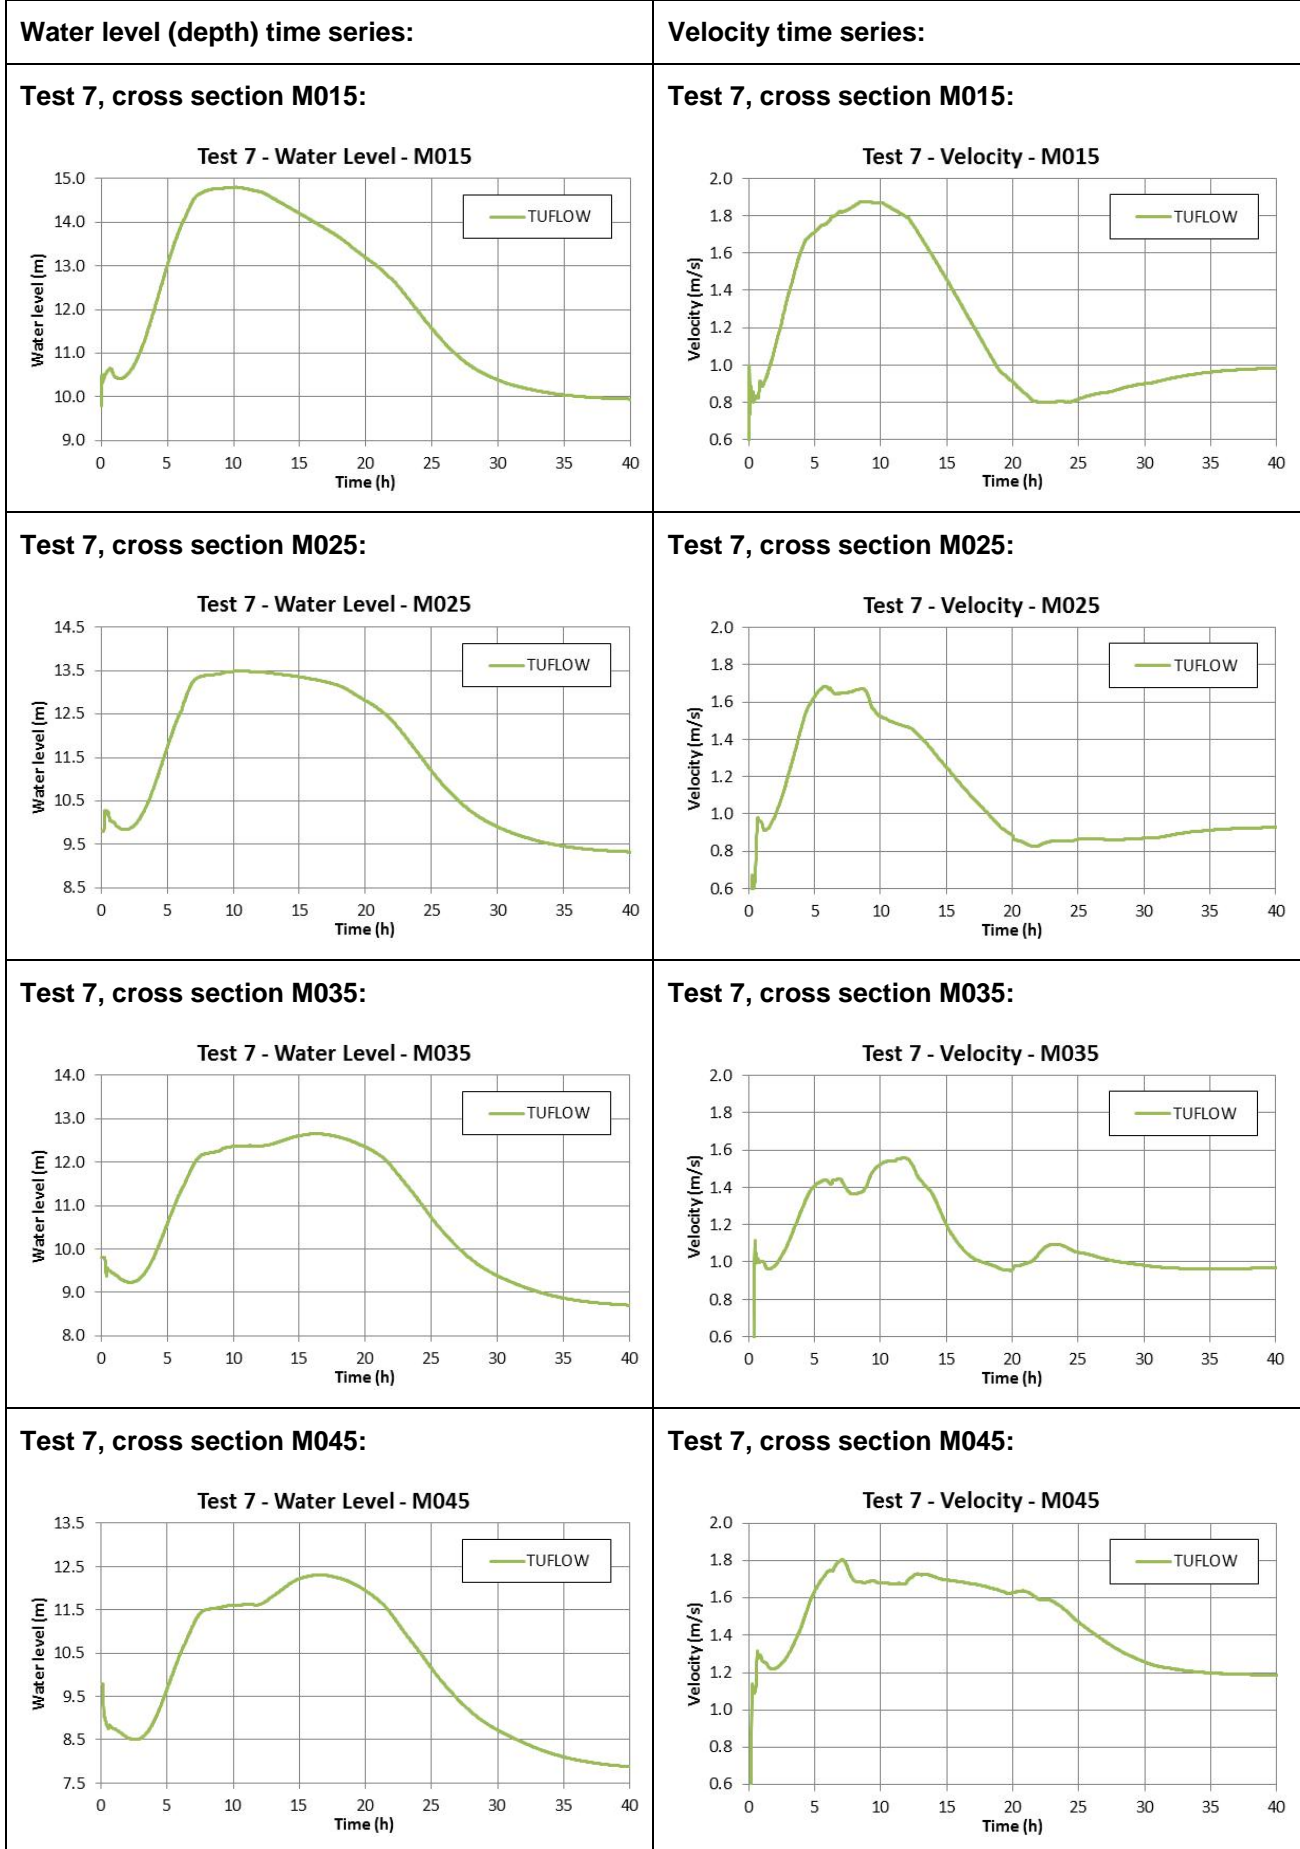 Water level (depth) time series:
Velocity time series:
Test 7, cross section M015:
Test 7 - Water Level - M015
Water level (m)
15.0
14.0
13.0
12.0
11.0
10.0
9.0
TUFLOW
0 5 10 15 20 25 30 35 40
Time (h)
Test 7, cross section M015:
Test 7 - Velocity - M015
Velocity (m/s)
2.0
1.8
1.6
1.4
1.2
1.0
0.8
0.6
TUFLOW
0 5 10 15 20 25 30 35 40
Time (h)
Test 7, cross section M025:
Test 7 - Water Level - M025
Water level (m)
14.5
13.5
12.5
11.5
10.5
9.5
8.5
TUFLOW
0 5 10 15 20 25 30 35 40
Time (h)
Test 7, cross section M025:
Test 7 - Velocity - M025
Velocity (m/s)
2.0
1.8
1.6
1.4
1.2
1.0
0.8
0.6
TUFLOW
0 5 10 15 20 25 30 35 40
Time (h)
Test 7, cross section M035:
Test 7 - Water Level - M035
Water level (m)
14.0
13.0
12.0
11.0
10.0
9.0
8.0
TUFLOW
0 5 10 15 20 25 30 35 40
Time (h)
Test 7, cross section M035:
Test 7 - Velocity - M035
Velocity (m/s)
2.0
1.8
1.6
1.4
1.2
1.0
0.8
0.6
TUFLOW
0 5 10 15 20 25 30 35 40
Time (h)
Test 7, cross section M045:
Test 7 - Water Level - M045
Water level (m)
13.5
12.5
11.5
10.5
9.5
8.5
7.5
TUFLOW
0 5 10 15 20 25 30 35 40
Time (h)
Test 7, cross section M045:
Test 7 - Velocity - M045
Velocity (m/s)
2.0
1.8
1.6
1.4
1.2
1.0
0.8
0.6
TUFLOW
0 5 10 15 20 25 30 35 40
Time (h)